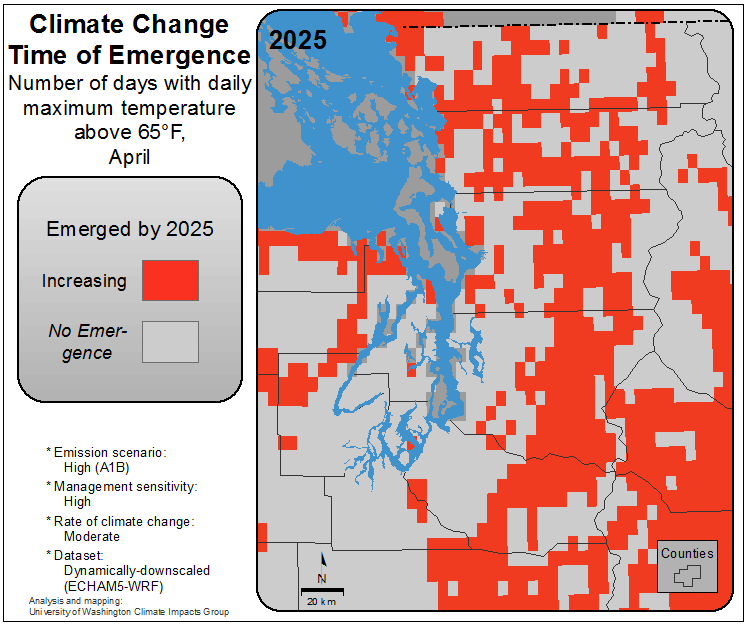 Climate Change
Time of Emergence
Number of days with daily
maximum temperature
above 65°F,
April
Emerged by 2025
Increasing
No Emer-
gence
* Emission scenario:
High (A1B)
* Management sensitivity:
High
* Rate of climate change:
Moderate
* Dataset:
Dynamically-downscaled
(ECHAM5-WRF)
Analysis and mapping:
University of Washington Climate Impacts Group
2025
N
20 km
Counties